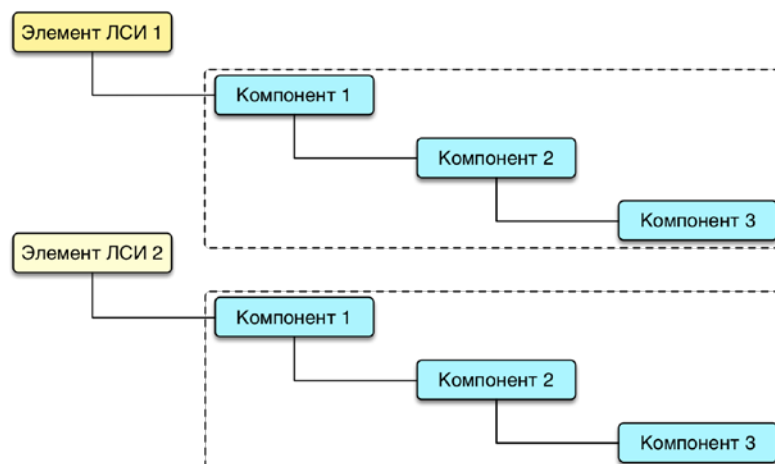 Элемент ЛСИ 1
Компонент 1
Компонент 2
Компонент 3
Элемент ЛСИ 2
Компонент 1
Компонент 2
Компонент 3